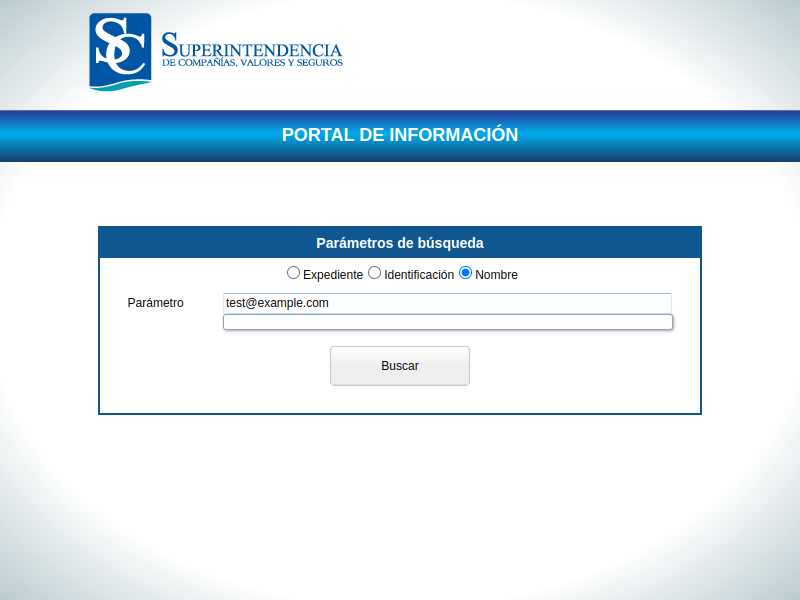 SC
SUPERINTENDENCIA
DE COMPAÑÍAS, VALORES Y SEGUROS
PORTAL DE INFORMACIÓN
Parámetros de búsqueda
Expediente Identificación Nombre
Parámetro test@example.com
Buscar